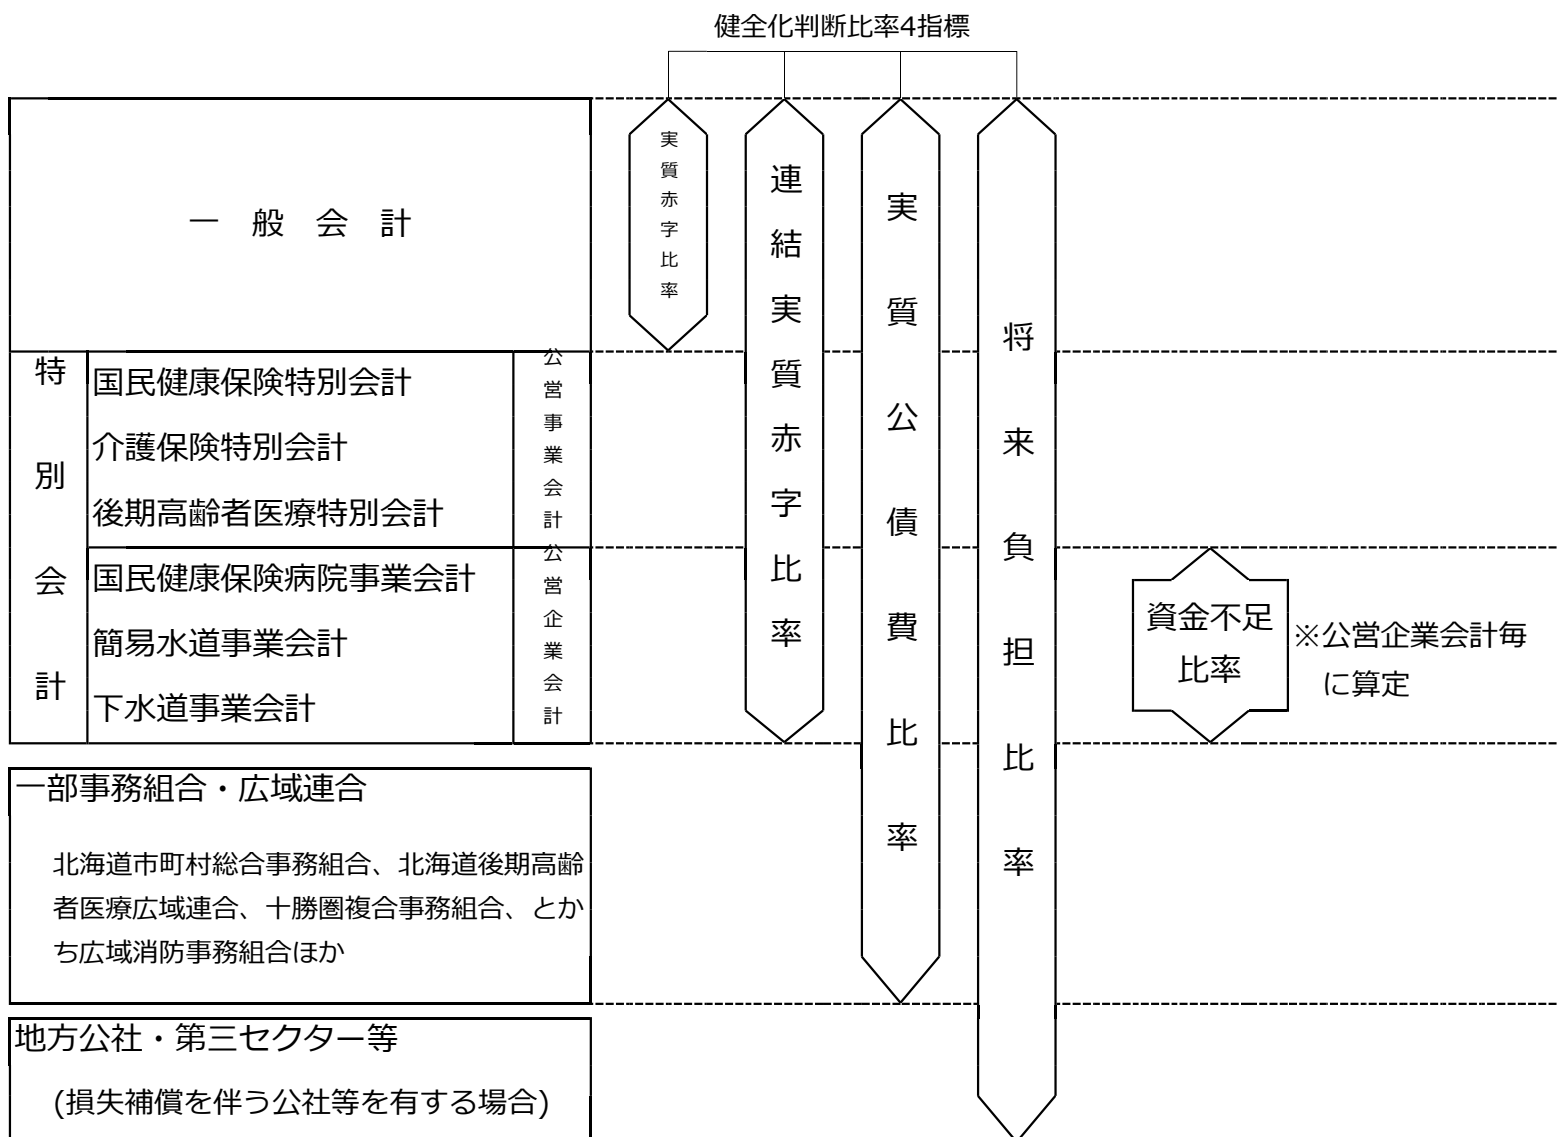 健全化判断比率4指標
一般会計
実質赤字比率
連結実質赤字比率
実質公債費比率
将来負担比率
特別会計
国民健康保険特別会計
介護保険特別会計
後期高齢者医療特別会計
公営事業会計
国民健康保険病院事業会計
簡易水道事業会計
下水道事業会計
公営企業会計
資金不足
比率
※公営企業会計毎
に算定
一部事務組合・広域連合
北海道市町村総合事務組合、北海道後期高齢
者医療広域連合、十勝圏複合事務組合、とか
ち広域消防事務組合ほか
地方公社・第三セクター等
(損失補償を伴う公社等を有する場合)